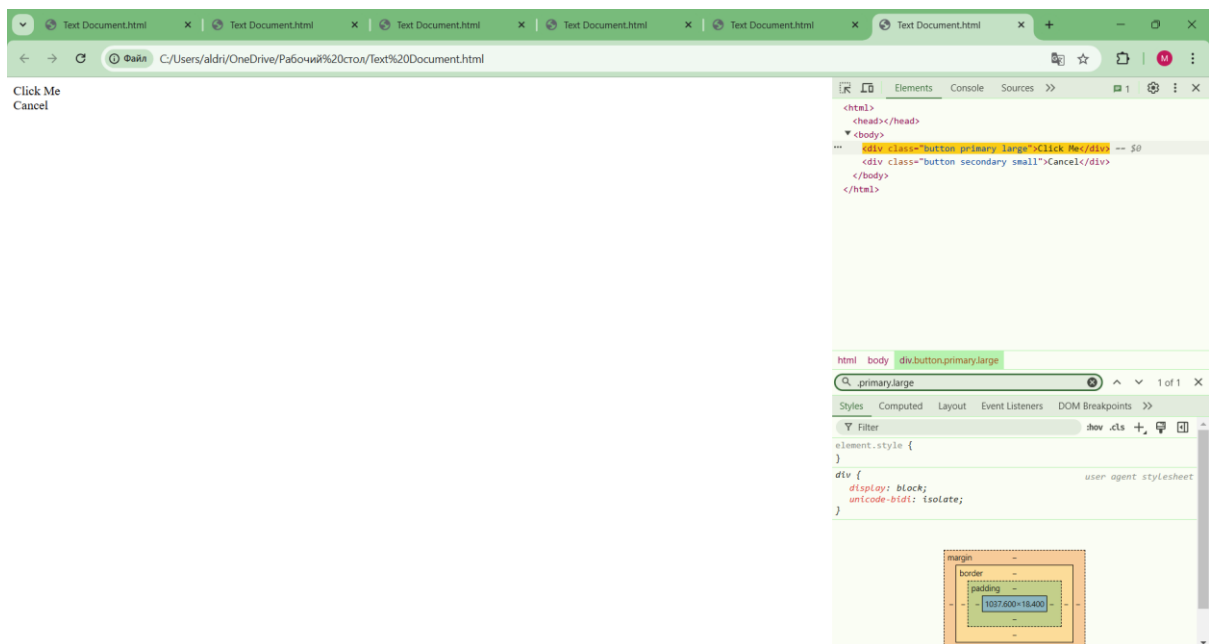 Text Document.html Text Document.html Text Document.html Text Document.html Text Document.html Text Document.html
Файл C:/Users/aldri/OneDrive/Рабочий%20стол/Text%20Document.html M
Click Me
Cancel
Elements Console Sources 1
<html>
<head></head>
<body>
... <div class="button primary large">Click Me</div> == $0
<div class="button secondary small">Cancel</div>
</body>
</html>
html body div.button.primary.large
.primary.large 1 of 1
Styles Computed Layout Event Listeners DOM Breakpoints
Filter :hov .cls
element.style {
}
div { user agent stylesheet
display: block;
unicode-bidi: isolate;
}
margin -
border -
padding -
- - - 1037.600×18.400 - - -
-
-